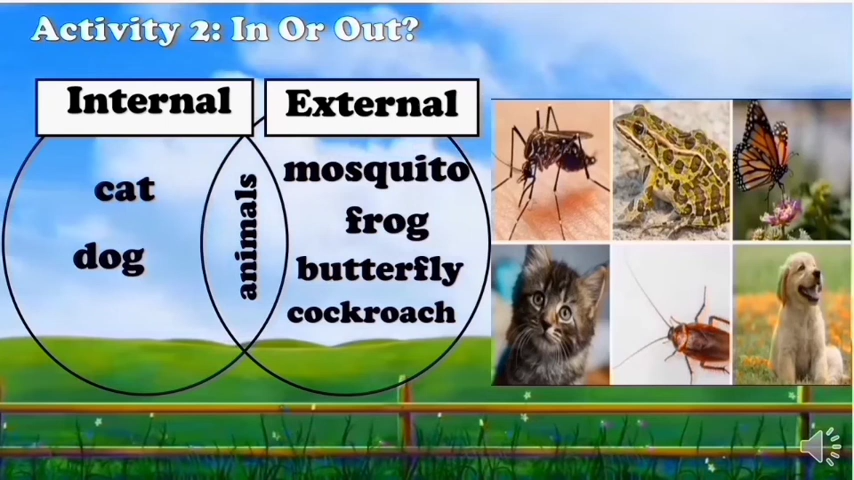 Activity 2: In Or Out?
Internal
External
cat
dog
animals
mosquito
frog
butterfly
cockroach